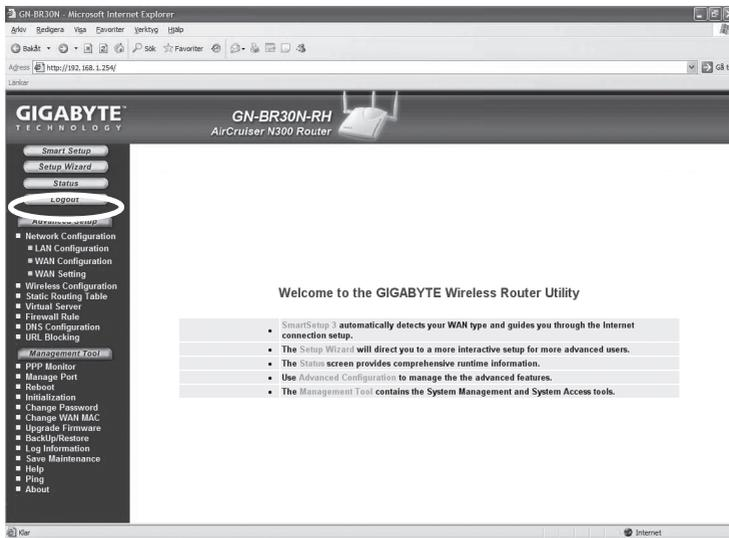 GN-BR30N - Microsoft Internet Explorer
Arkiv Redigera Visa Favoriter Verktyg Hjälp
Bakåt Sök Favoriter
Adress http://192.168.1.254/ Gå t
Länkar
GIGABYTE™
TECHNOLOGY
GN-BR30N-RH
AirCruiser N300 Router
Smart Setup
Setup Wizard
Status
Logout
Advanced Setup
Network Configuration
LAN Configuration
WAN Configuration
WAN Setting
Wireless Configuration
Static Routing Table
Virtual Server
Firewall Rule
DNS Configuration
URL Blocking
Management Tool
PPP Monitor
Manage Port
Reboot
Initialization
Change Password
Change WAN MAC
Upgrade Firmware
BackUp/Restore
Log Information
Save Maintenance
Help
Ping
About
Welcome to the GIGABYTE Wireless Router Utility
• SmartSetup 3 automatically detects your WAN type and guides you through the Internet
connection setup.
• The Setup Wizard will direct you to a more interactive setup for more advanced users.
• The Status screen provides comprehensive runtime information.
• Use Advanced Configuration to manage the the advanced features.
• The Management Tool contains the System Management and System Access tools.
Klar Internet